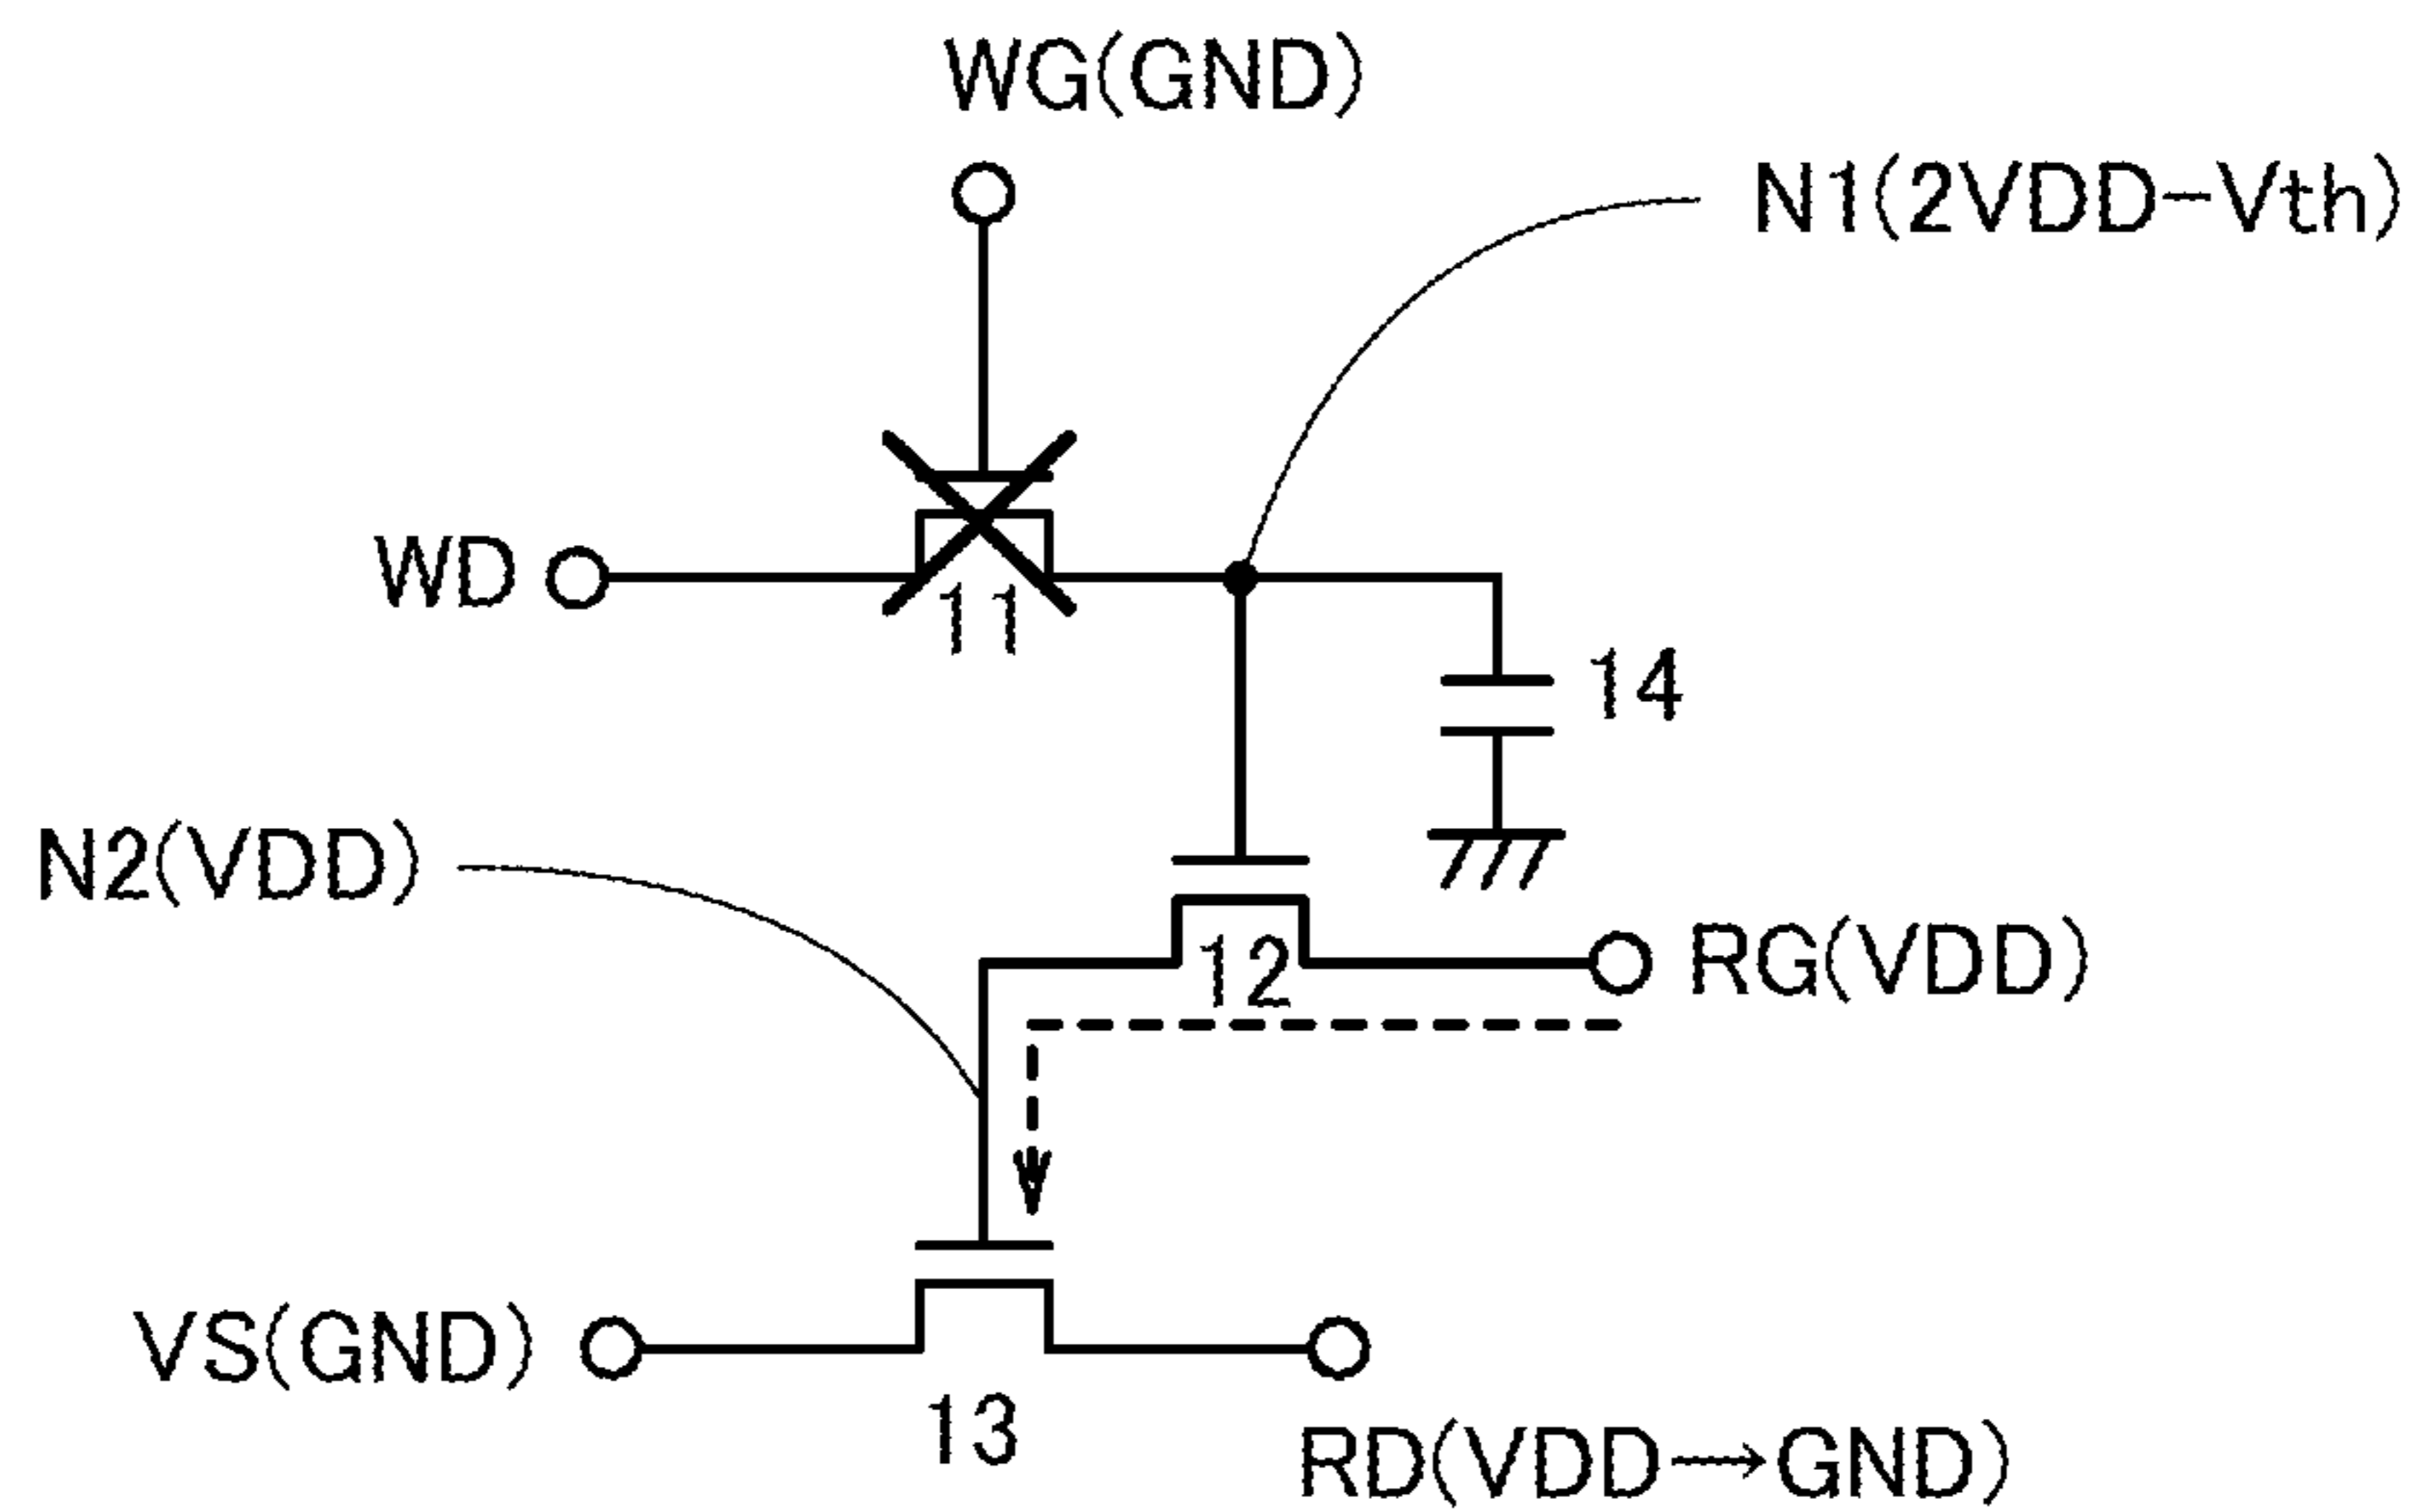 WG(GND)
N1(2VDD-Vth)
WD
11
14
N2(VDD)
12
RG(VDD)
VS(GND)
13
RD(VDD→GND)